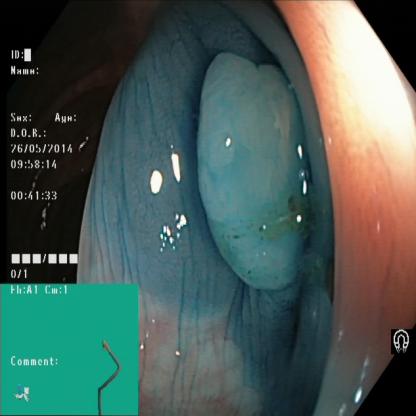 ID:
Name:
Sex: Age:
D.O.B.:
26/05/2014
09:58:14
00:41:33
■■■/■■■■
0/1
Eh:A1 Cm:1
Comment: